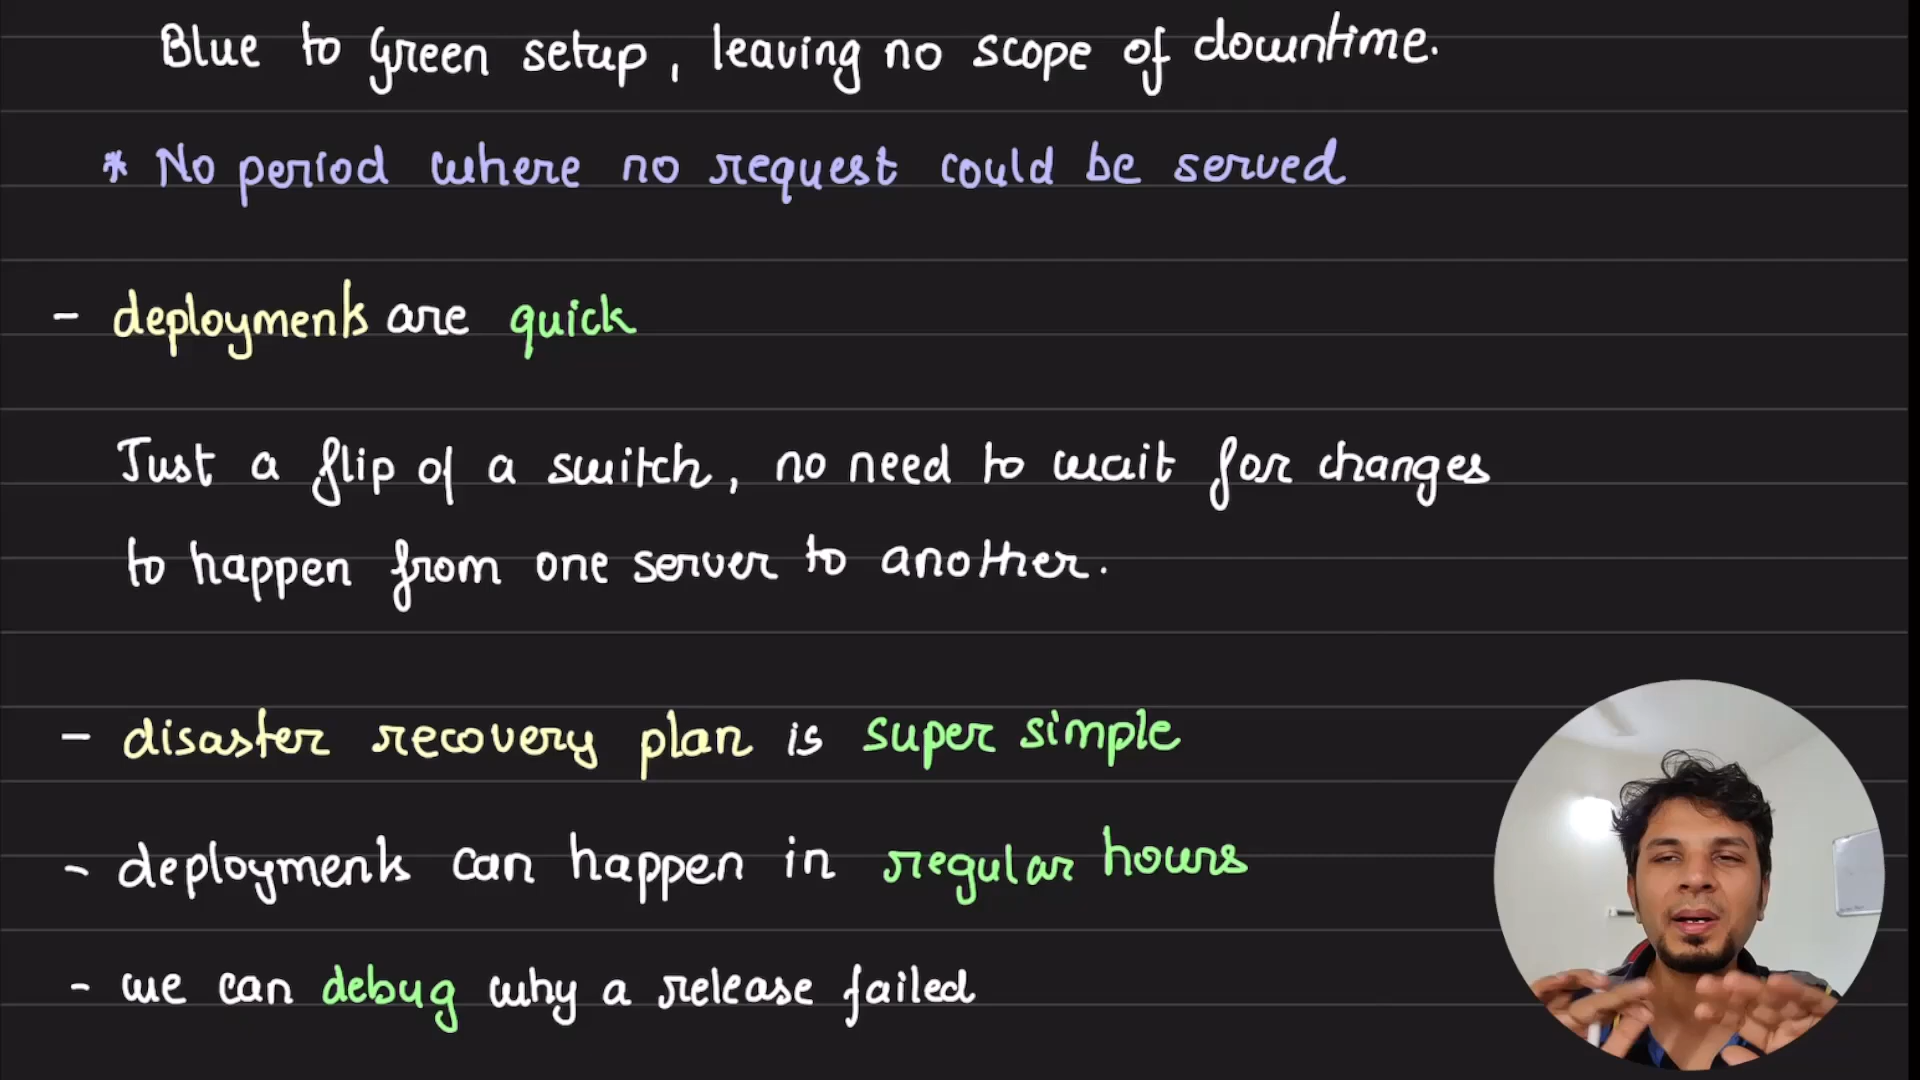 Blue to Green setup, leaving no scope of downtime.
* No period where no request could be served
- deployments are quick
Just a flip of a switch, no need to wait for changes
to happen from one server to another.
- disaster recovery plan is super simple
- deployments can happen in regular hours
- we can debug why a release failed